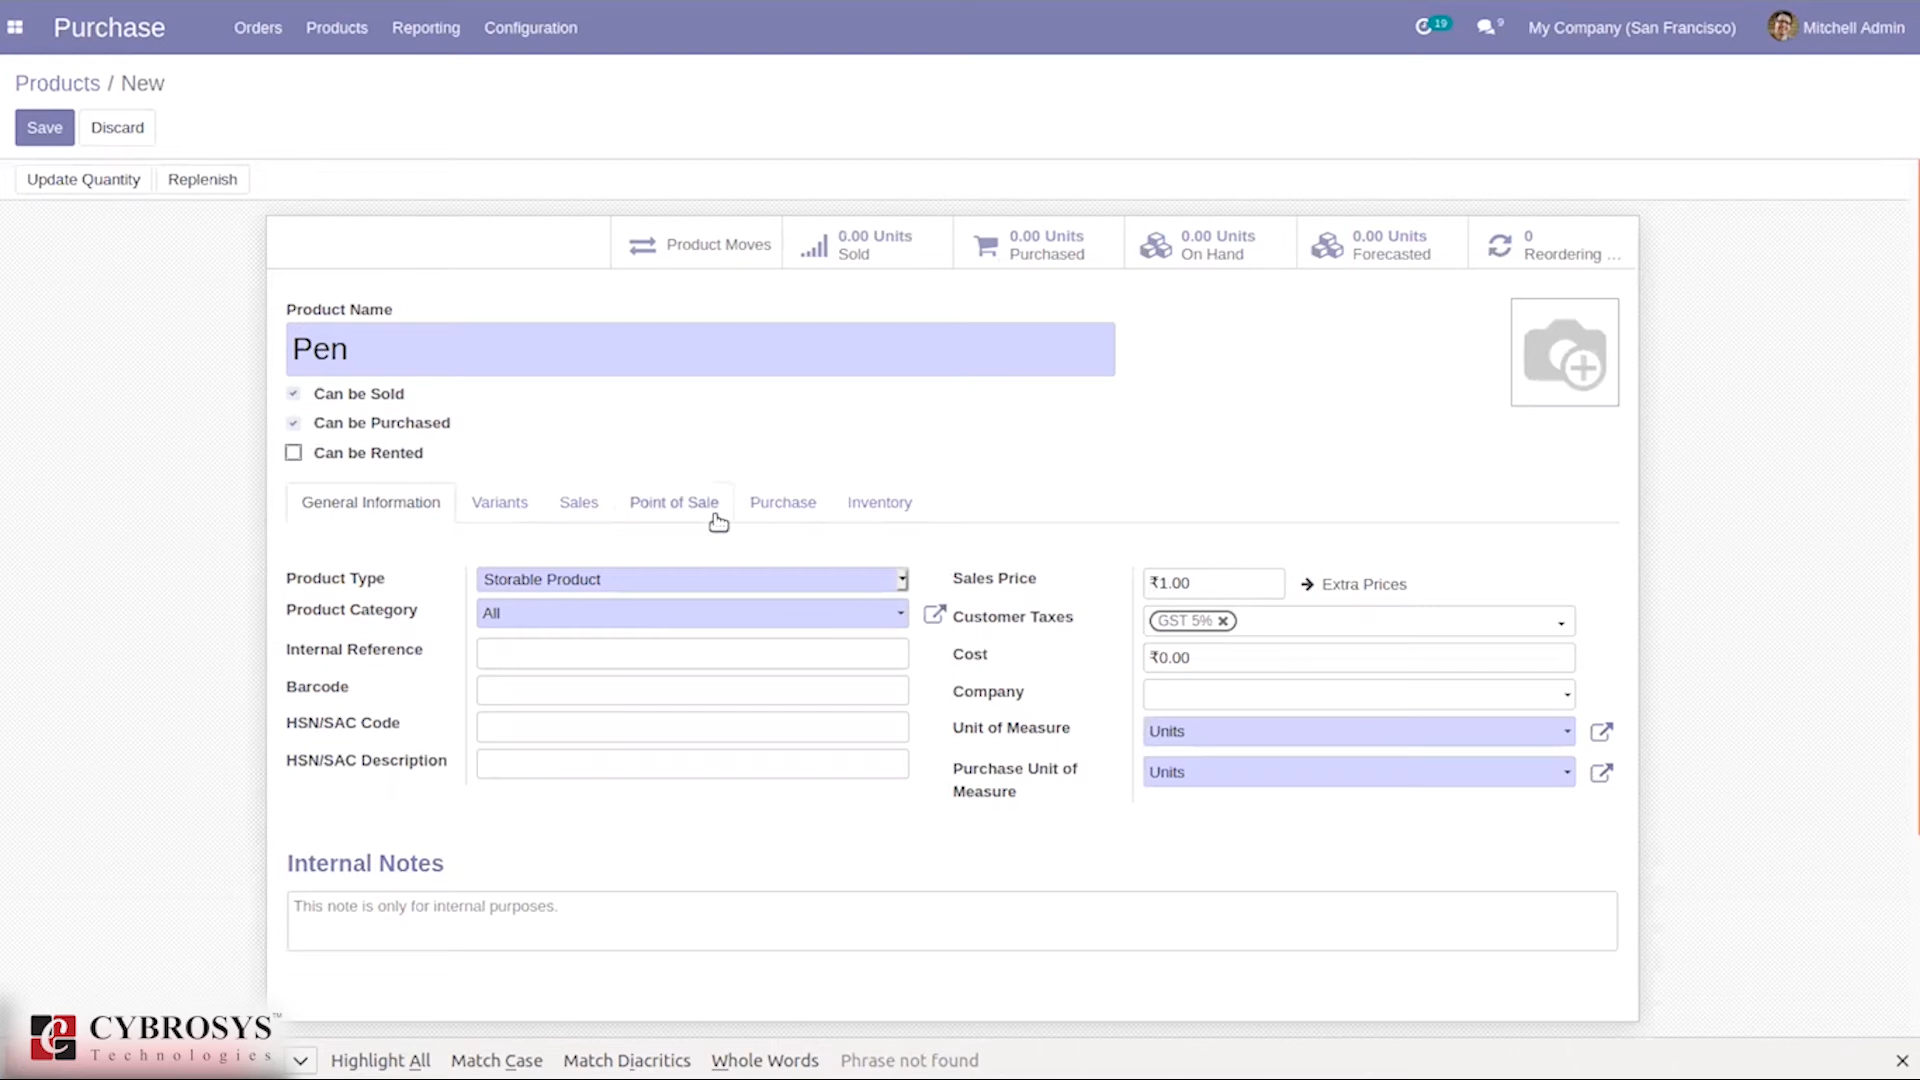 Purchase Orders Products Reporting Configuration 19 9 My Company (San Francisco) Mitchell Admin
Products / New
Save Discard
Update Quantity Replenish
Product Moves
0.00 Units
Sold
0.00 Units
Purchased
0.00 Units
On Hand
0.00 Units
Forecasted
0
Reordering ...
Product Name
Pen
Can be Sold
Can be Purchased
Can be Rented
General Information Variants Sales Point of Sale Purchase Inventory
Product Type Storable Product
Product Category All
Internal Reference
Barcode
HSN/SAC Code
HSN/SAC Description
Sales Price ₹1.00 Extra Prices
Customer Taxes GST 5%
Cost ₹0.00
Company
Unit of Measure Units
Purchase Unit of
Measure
Units
Internal Notes
This note is only for internal purposes.
CYBROSYS™
Technologies
Highlight All Match Case Match Diacritics Whole Words Phrase not found